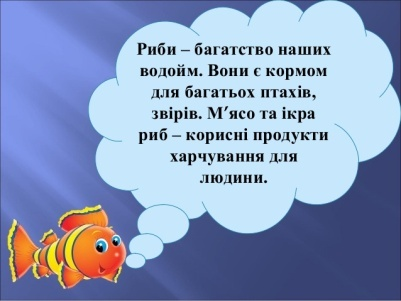 Риби – багатство наших
водойм. Вони є кормом
для багатьох птахів,
звірів. М′ясо та ікра
риб – корисні продукти
харчування для
людини.